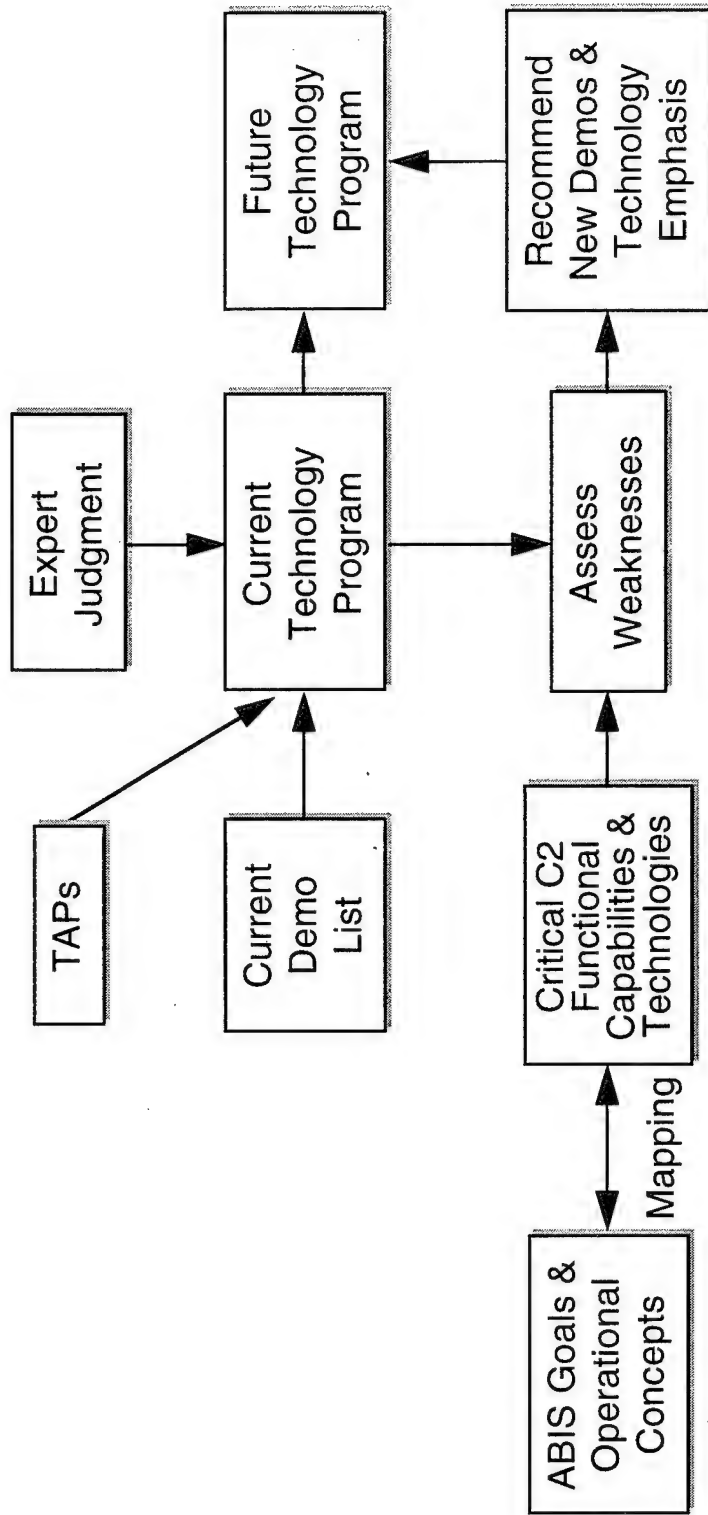 Expert
Judgment
TAPs
Current
Demo
List
Current
Technology
Program
Future
Technology
Program
ABIS Goals &
Operational
Concepts
Mapping
Critical C2
Functional
Capabilities &
Technologies
Assess
Weaknesses
Recommend
New Demos &
Technology
Emphasis